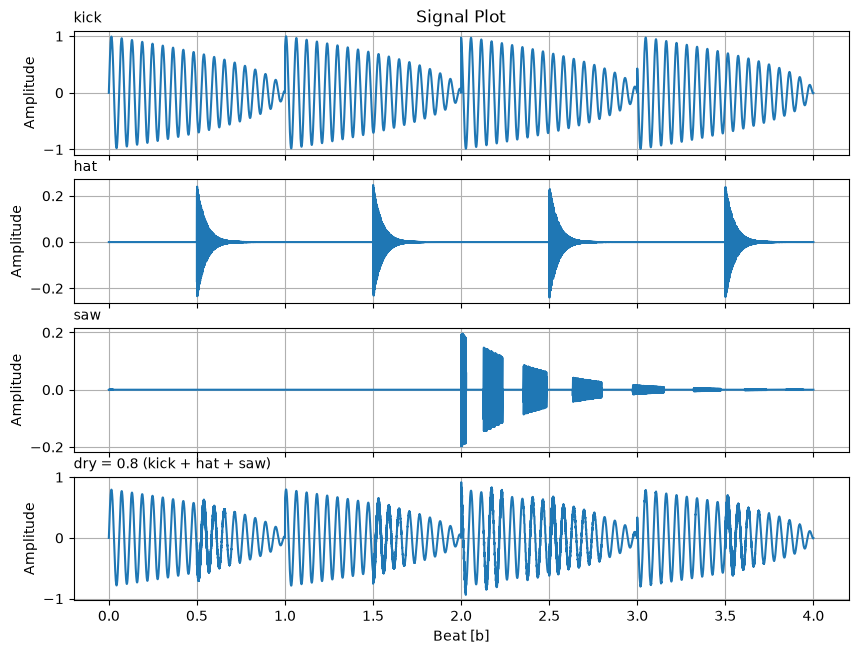 Signal Plot
kick
Amplitude
1
0
−1
hat
Amplitude
0.2
0.0
−0.2
saw
Amplitude
0.2
0.0
−0.2
dry = 0.8 (kick + hat + saw)
Amplitude
1
0
−1
0.0 0.5 1.0 1.5 2.0 2.5 3.0 3.5 4.0
Beat [b]